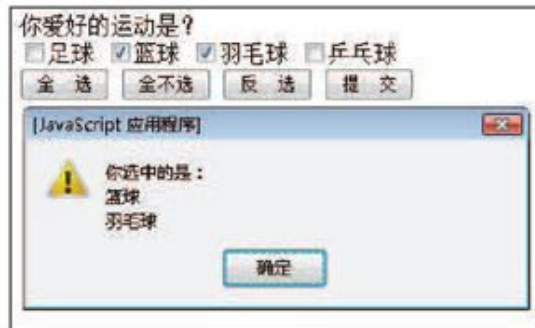 你爱好的运动是？
足球 篮球 羽毛球 乒乓球
全 选 全不选 反 选 提 交
[JavaScript 应用程序]
你选中的是：
篮球
羽毛球
确定